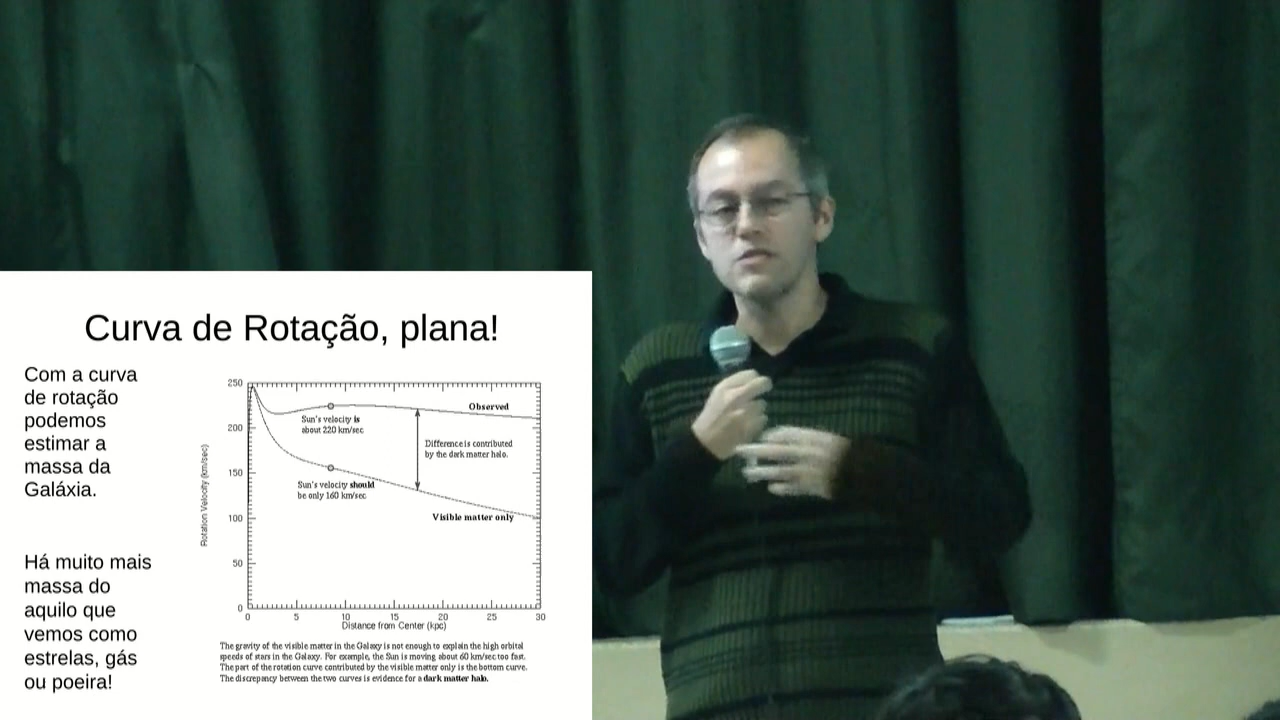 Curva de Rotação, plana!
Com a curva
de rotação
podemos
estimar a
massa da
Galáxia.
Há muito mais
massa do
aquilo que
vemos como
estrelas, gás
ou poeira!
250
200
150
100
50
0
Rotation Velocity (km/sec)
Observed
Sun's velocity is
about 220 km/sec
Difference is contributed
by the dark matter halo.
Sun's velocity should
be only 160 km/sec
Visible matter only
0 5 10 15 20 25 30
Distance from Center (kpc)
The gravity of the visible matter in the Galaxy is not enough to explain the high orbital
speeds of stars in the Galaxy. For example, the Sun is moving about 60 km/sec too fast.
The part of the rotation curve contributed by the visible matter only is the bottom curve.
The discrepancy between the two curves is evidence for a dark matter halo.